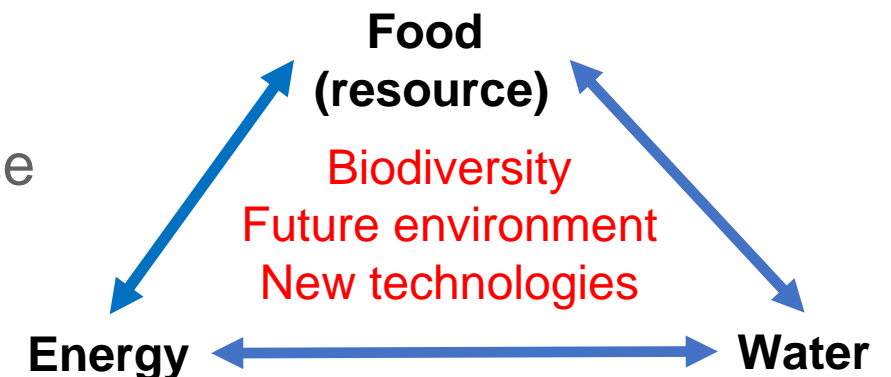 Food
(resource)
Biodiversity
Future environment
New technologies
Energy
Water